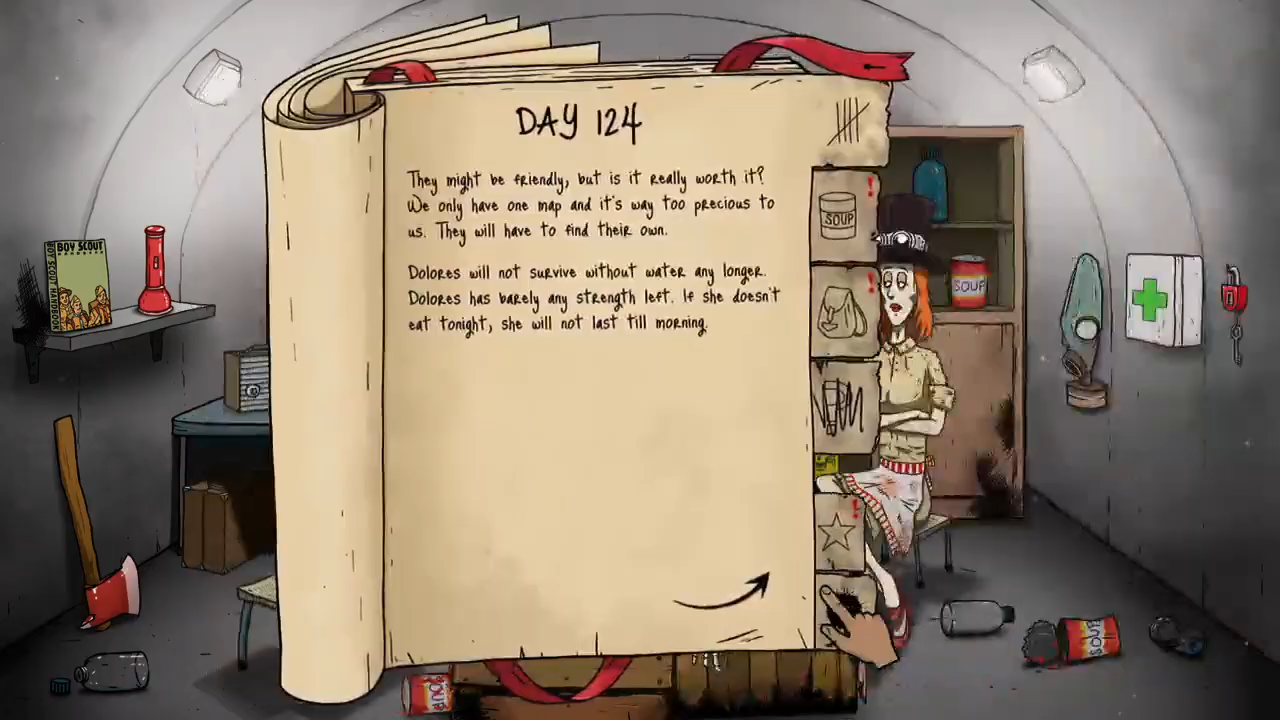 DAY 124
They might be friendly, but is it really worth it?
We only have one map and it's way too precious to
us. They will have to find their own.
Dolores will not survive without water any longer.
Dolores has barely any strength left. If she doesn't
eat tonight, she will not last till morning.
SOUP
!
!
!
BOY SCOUT
BOY SCOUT HANDBOOK
SOUP
SOUP
SOUP